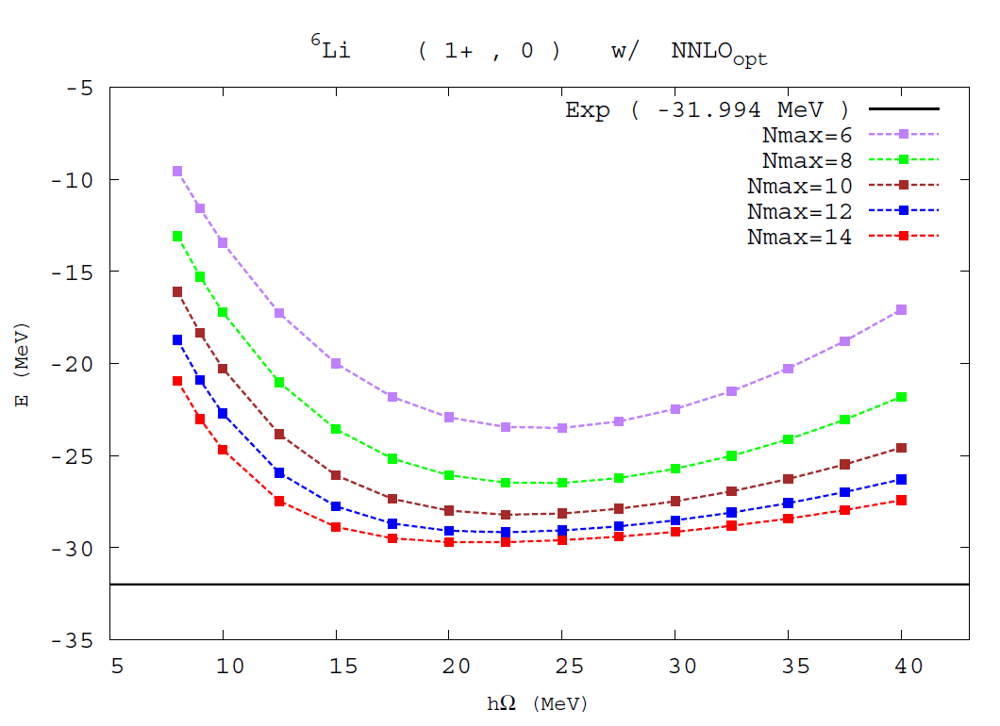 ⁶Li ( 1+ , 0 ) w/ NNLOₒₚₜ
Exp ( -31.994 MeV )
Nmax=6
Nmax=8
Nmax=10
Nmax=12
Nmax=14
-5
-10
-15
-20
-25
-30
-35
E (MeV)
5 10 15 20 25 30 35 40
hΩ (MeV)